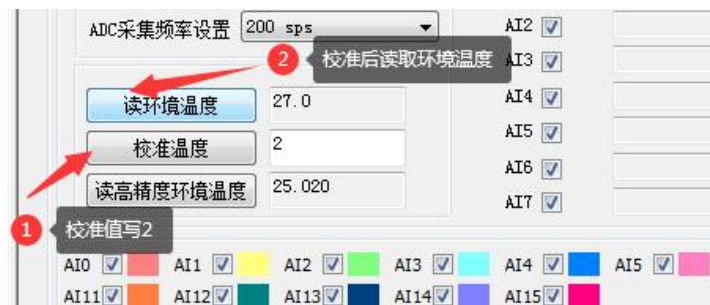 ADC采集频率设置 200 sps AI2
2 校准后读取环境温度 AI3
读环境温度 27.0 AI4
校准温度 2 AI5
AI6
读高精度环境温度 25.020 AI7
1 校准值写2
AI0 AI1 AI2 AI3 AI4 AI5
AI11 AI12 AI13 AI14 AI15